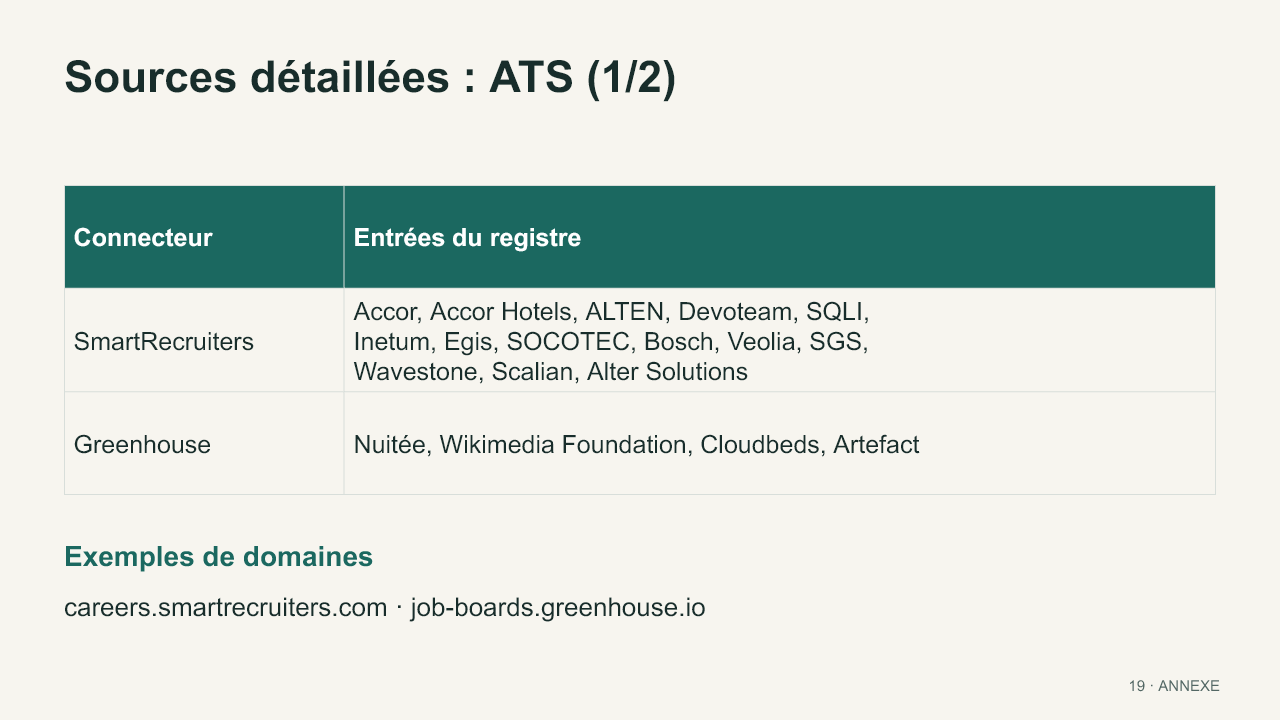 Sources détaillées : ATS (1/2)
Connecteur
Entrées du registre
SmartRecruiters
Accor, Accor Hotels, ALTEN, Devoteam, SQLI,
Inetum, Egis, SOCOTEC, Bosch, Veolia, SGS,
Wavestone, Scalian, Alter Solutions
Greenhouse
Nuitée, Wikimedia Foundation, Cloudbeds, Artefact
Exemples de domaines
careers.smartrecruiters.com · job-boards.greenhouse.io
19 · ANNEXE